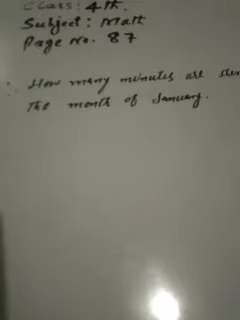 Class: 4th.
Subject: Math
Page No. 87
How many minutes are
The month of January.